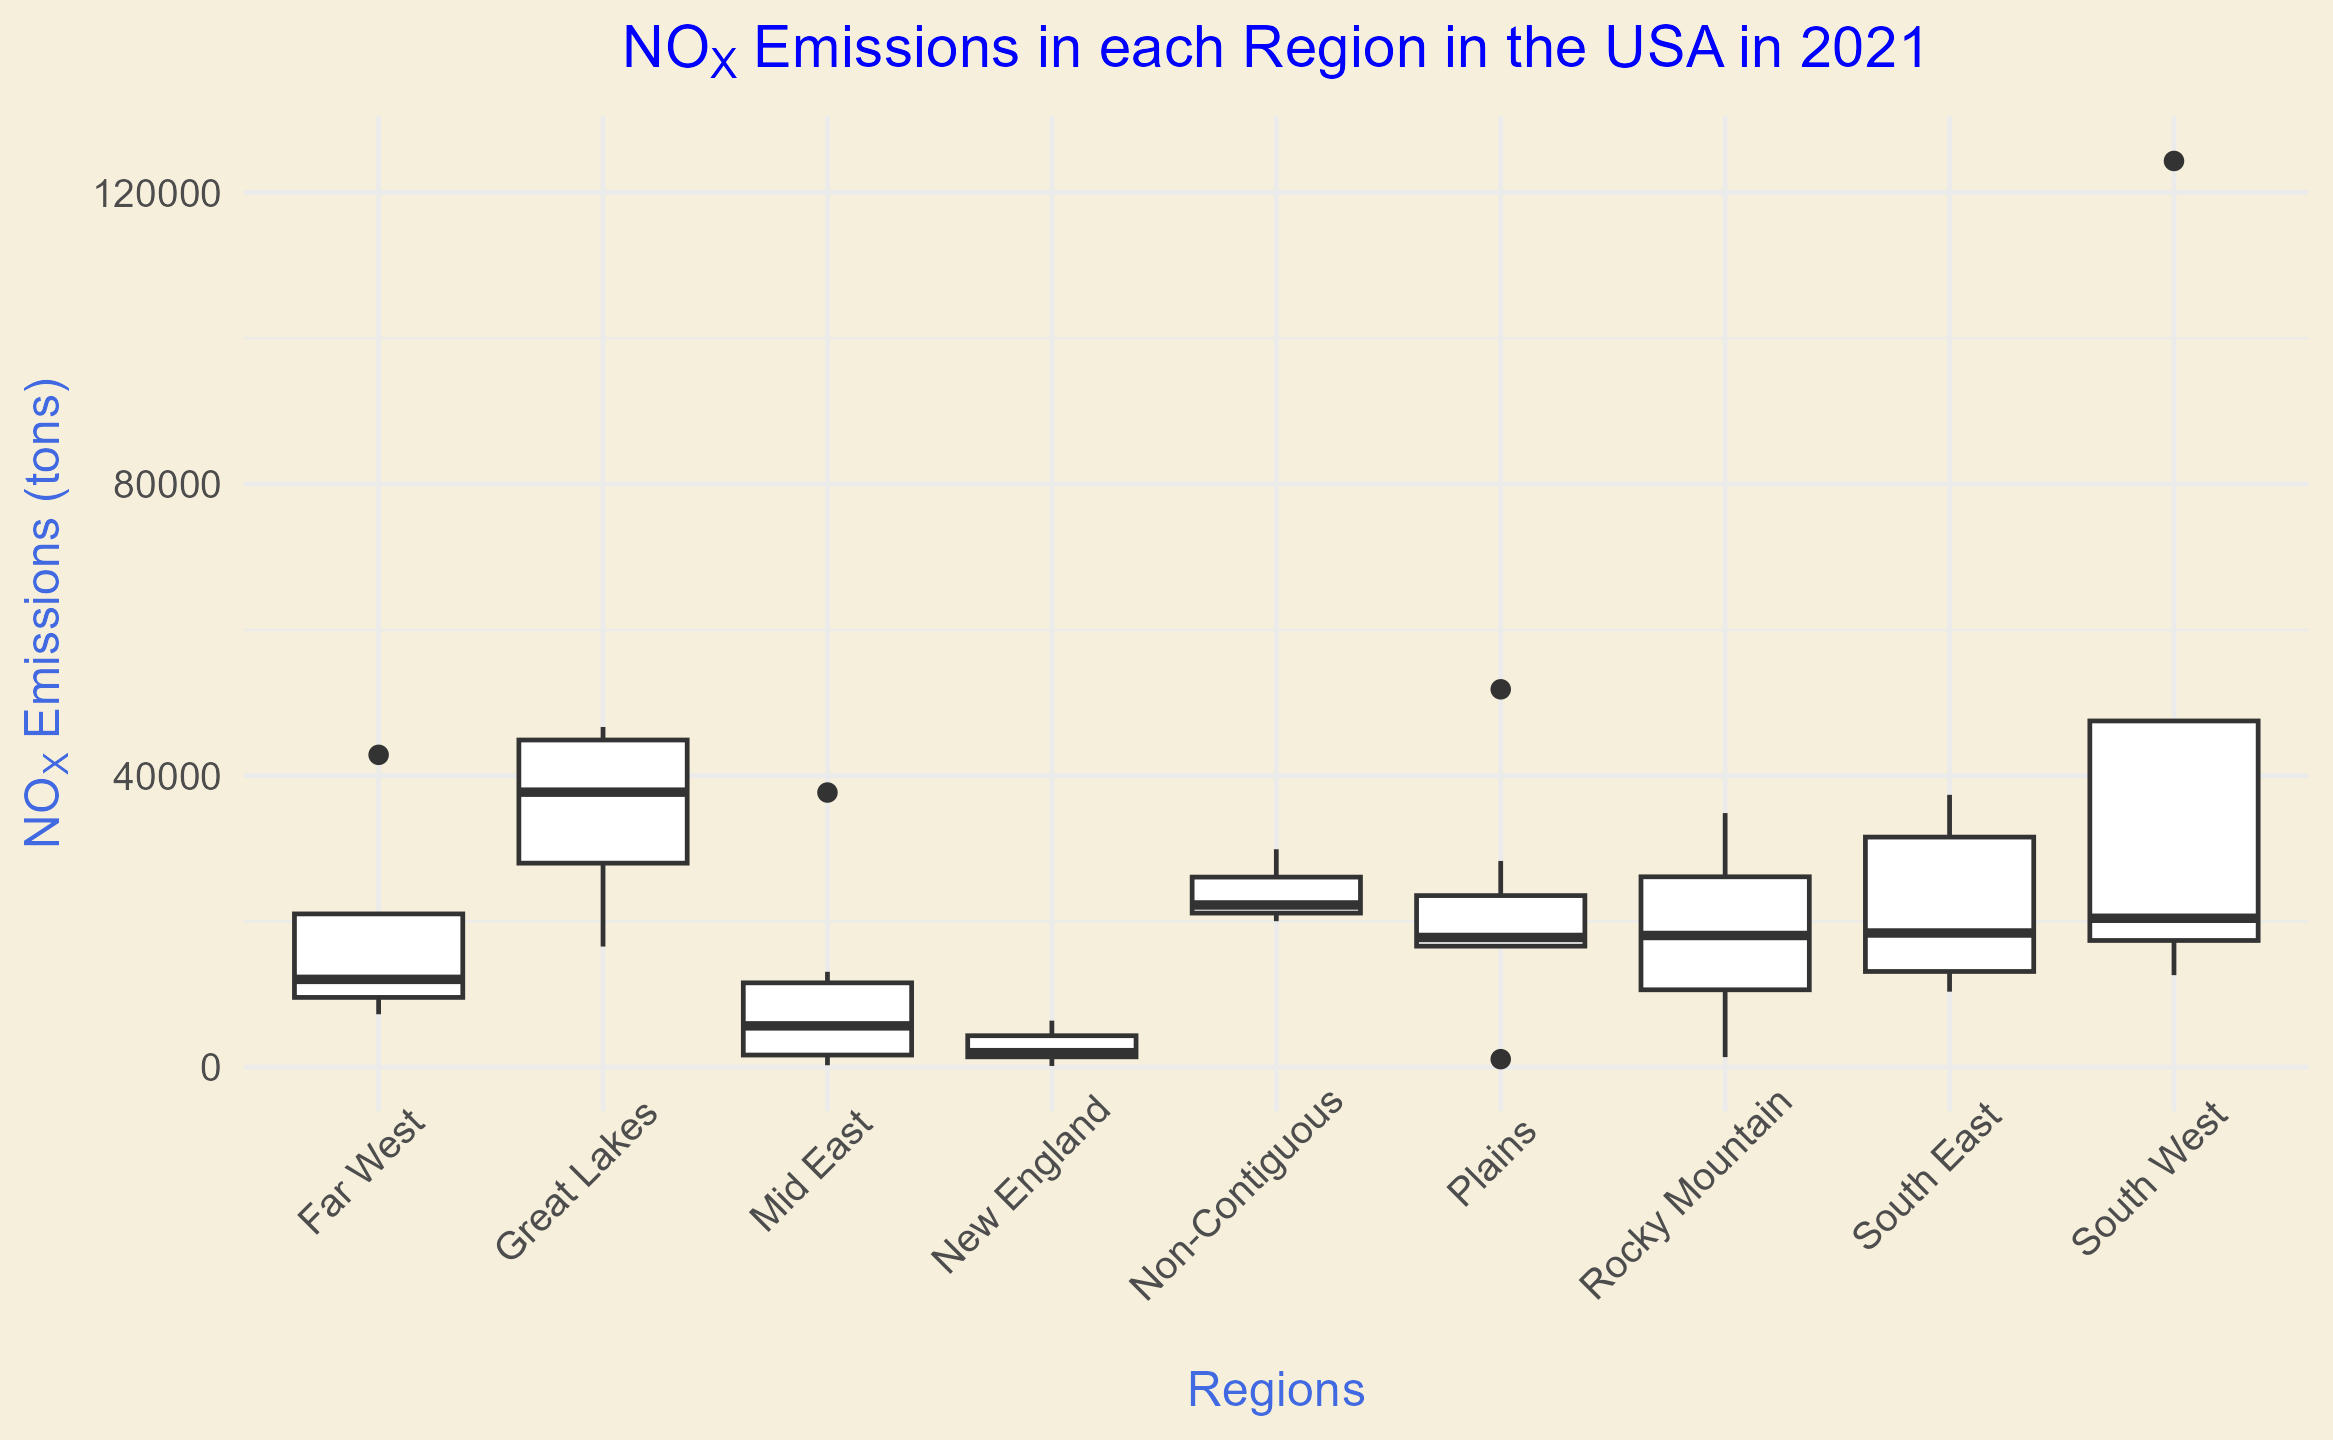 NOX Emissions in each Region in the USA in 2021
NOX Emissions (tons)
120000
80000
40000
0
Far West
Great Lakes
Mid East
New England
Non-Contiguous
Plains
Rocky Mountain
South East
South West
Regions